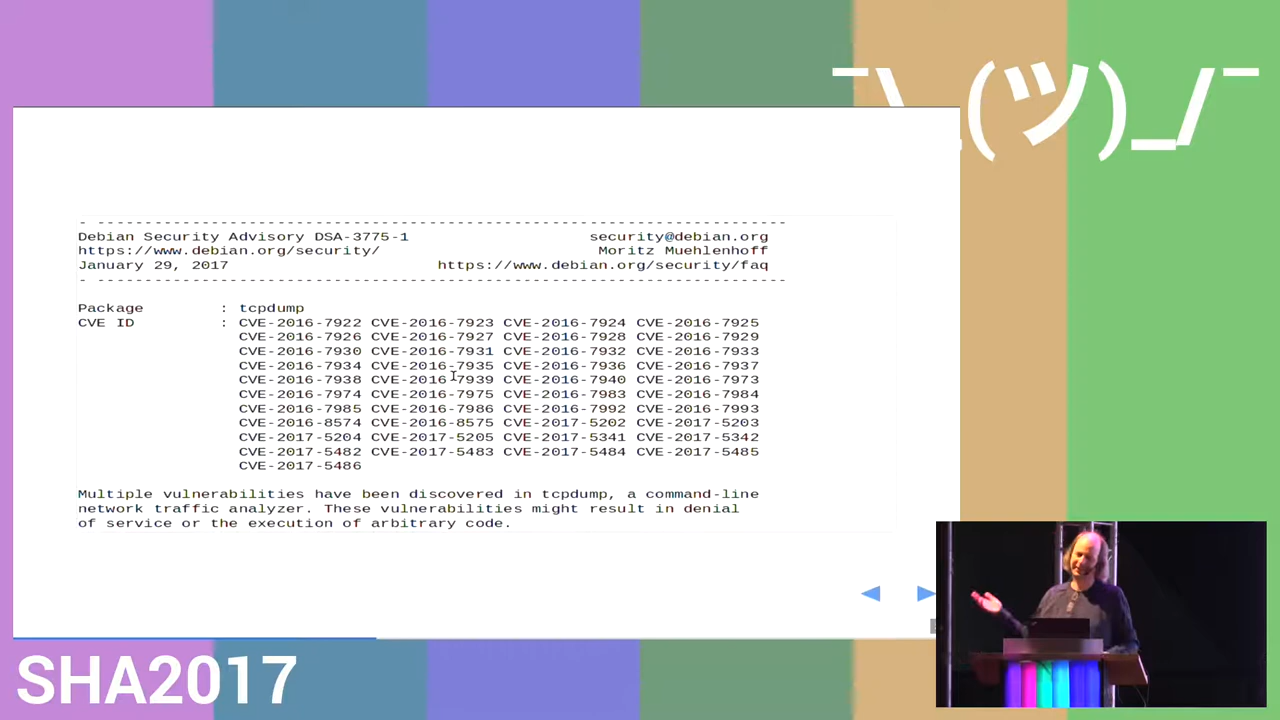 ¯\_(ツ)_/¯
- -------------------------------------------------------------------------
Debian Security Advisory DSA-3775-1 security@debian.org
https://www.debian.org/security/ Moritz Muehlenhoff
January 29, 2017 https://www.debian.org/security/faq
- -------------------------------------------------------------------------
Package : tcpdump
CVE ID : CVE-2016-7922 CVE-2016-7923 CVE-2016-7924 CVE-2016-7925
CVE-2016-7926 CVE-2016-7927 CVE-2016-7928 CVE-2016-7929
CVE-2016-7930 CVE-2016-7931 CVE-2016-7932 CVE-2016-7933
CVE-2016-7934 CVE-2016-7935 CVE-2016-7936 CVE-2016-7937
CVE-2016-7938 CVE-2016-7939 CVE-2016-7940 CVE-2016-7973
CVE-2016-7974 CVE-2016-7975 CVE-2016-7983 CVE-2016-7984
CVE-2016-7985 CVE-2016-7986 CVE-2016-7992 CVE-2016-7993
CVE-2016-8574 CVE-2016-8575 CVE-2017-5202 CVE-2017-5203
CVE-2017-5204 CVE-2017-5205 CVE-2017-5341 CVE-2017-5342
CVE-2017-5482 CVE-2017-5483 CVE-2017-5484 CVE-2017-5485
CVE-2017-5486
Multiple vulnerabilities have been discovered in tcpdump, a command-line
network traffic analyzer. These vulnerabilities might result in denial
of service or the execution of arbitrary code.
SHA2017